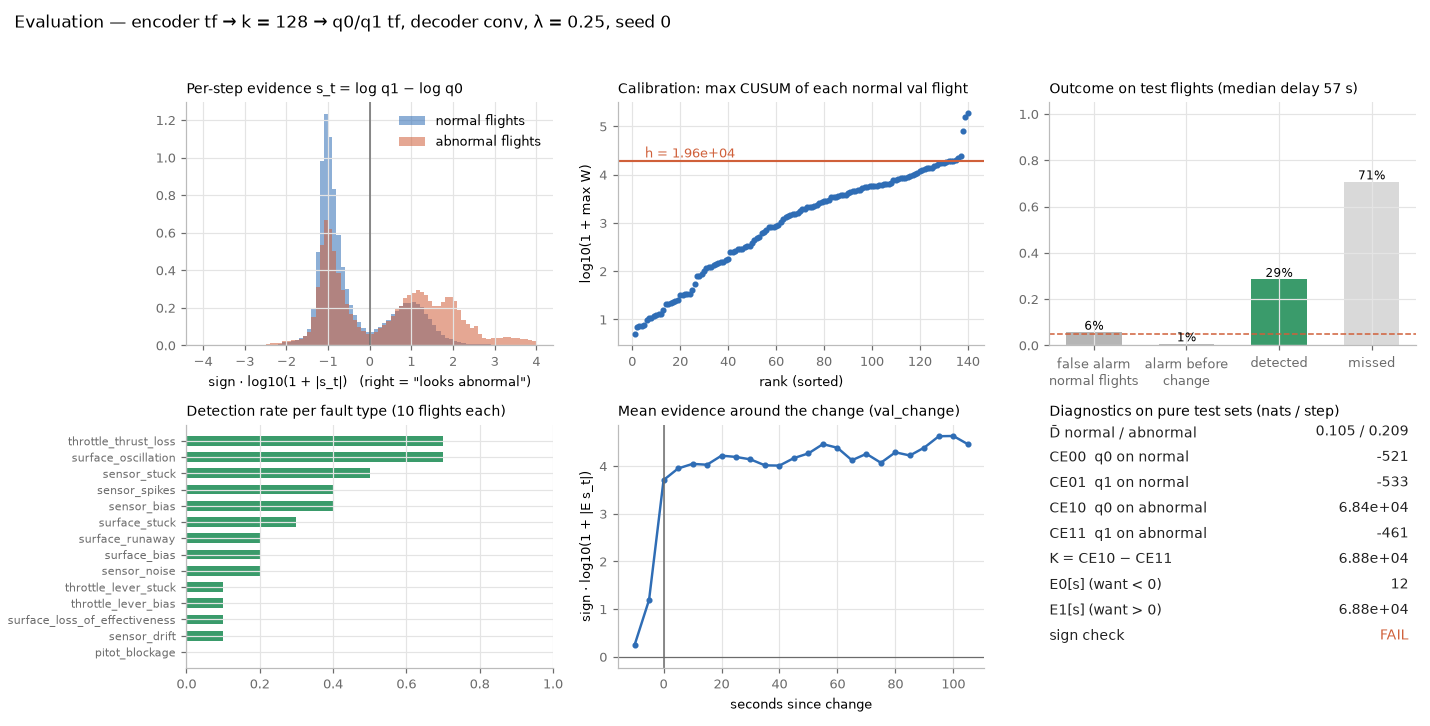 Evaluation — encoder tf → k = 128 → q0/q1 tf, decoder conv, λ = 0.25, seed 0
Per-step evidence s_t = log q1 − log q0
normal flights
abnormal flights
1.2
1.0
0.8
0.6
0.4
0.2
0.0
−4 −3 −2 −1 0 1 2 3 4
sign · log10(1 + |s_t|) (right = "looks abnormal")
Calibration: max CUSUM of each normal val flight
log10(1 + max W)
5
4
3
2
1
h = 1.96e+04
0 20 40 60 80 100 120 140
rank (sorted)
Outcome on test flights (median delay 57 s)
1.0
0.8
0.6
0.4
0.2
0.0
6%
1%
29%
71%
false alarm
normal flights
alarm before
change
detected
missed
Detection rate per fault type (10 flights each)
throttle_thrust_loss
surface_oscillation
sensor_stuck
sensor_spikes
sensor_bias
surface_stuck
surface_runaway
surface_bias
sensor_noise
throttle_lever_stuck
throttle_lever_bias
surface_loss_of_effectiveness
sensor_drift
pitot_blockage
0.0 0.2 0.4 0.6 0.8 1.0
Mean evidence around the change (val_change)
sign · log10(1 + |E s_t|)
4
3
2
1
0
0 20 40 60 80 100
seconds since change
Diagnostics on pure test sets (nats / step)
D̄ normal / abnormal 0.105 / 0.209
CE00 q0 on normal -521
CE01 q1 on normal -533
CE10 q0 on abnormal 6.84e+04
CE11 q1 on abnormal -461
K = CE10 − CE11 6.88e+04
E0[s] (want < 0) 12
E1[s] (want > 0) 6.88e+04
sign check FAIL